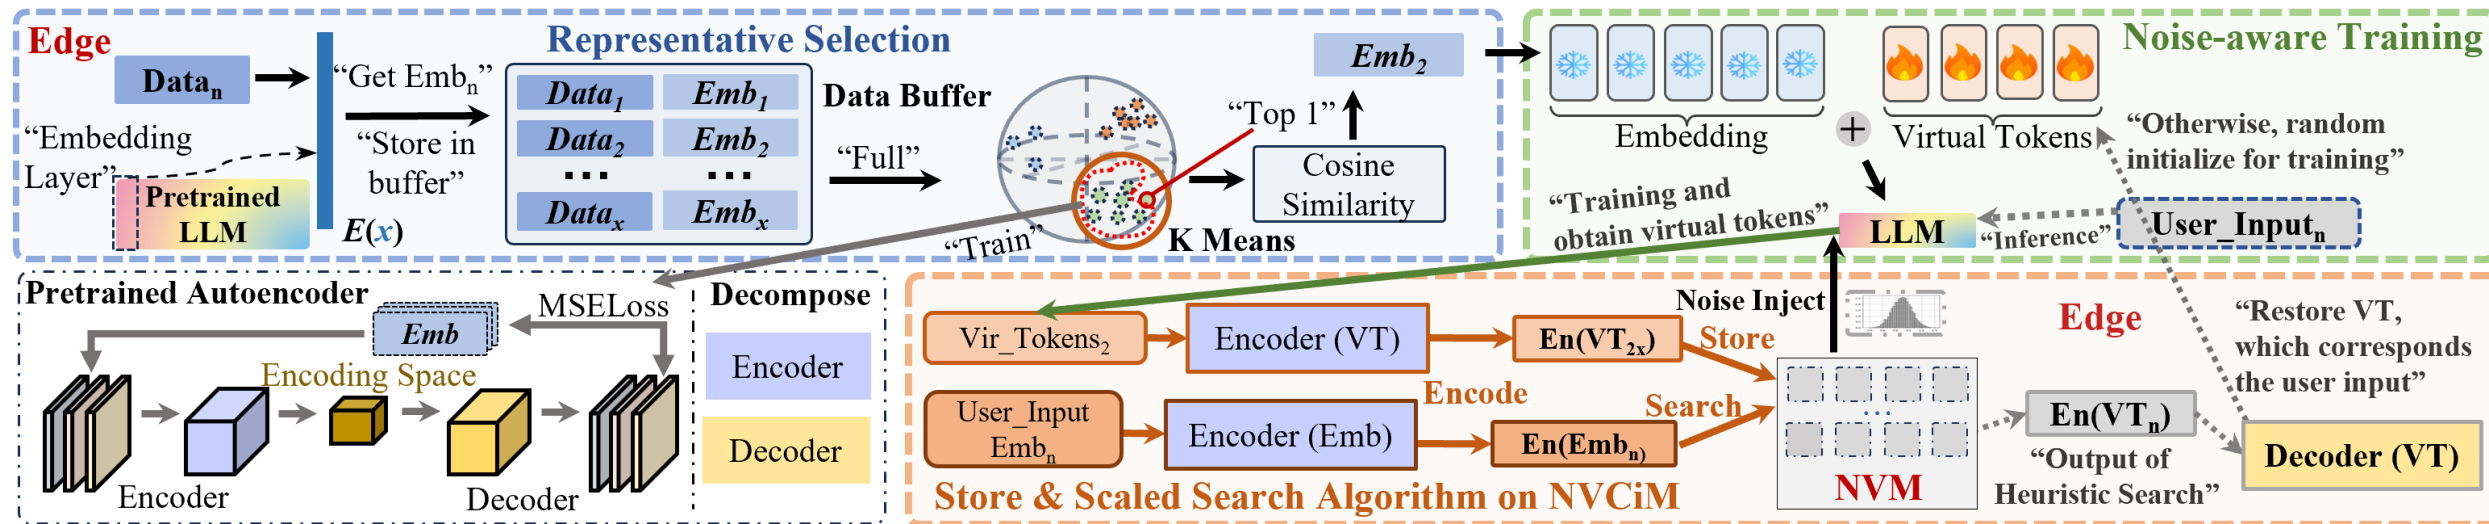 Edge
Representative Selection
Data_n
“Get Emb_n”
“Store in
buffer”
“Embedding
Layer”
Pretrained
LLM
E(x)
Data_1 Emb_1
Data_2 Emb_2
... ...
Data_x Emb_x
Data Buffer
“Full”
“Train”
K Means
“Top 1”
Emb_2
Cosine
Similarity
Noise-aware Training
Embedding
+
Virtual Tokens
“Otherwise, random
initialize for training”
“Training and
obtain virtual tokens”
LLM
“Inference”
User_Input_n
Pretrained Autoencoder
Emb
MSELoss
Encoding Space
Encoder
Decoder
Decompose
Encoder
Decoder
Vir_Tokens_2
Encoder (VT)
En(VT_2x)
Store
Noise Inject
Encode
User_Input
Emb_n
Encoder (Emb)
En(Emb_n)
Search
Store & Scaled Search Algorithm on NVCiM
...
NVM
Edge
“Restore VT,
which corresponds
the user input”
En(VT_n)
“Output of
Heuristic Search”
Decoder (VT)